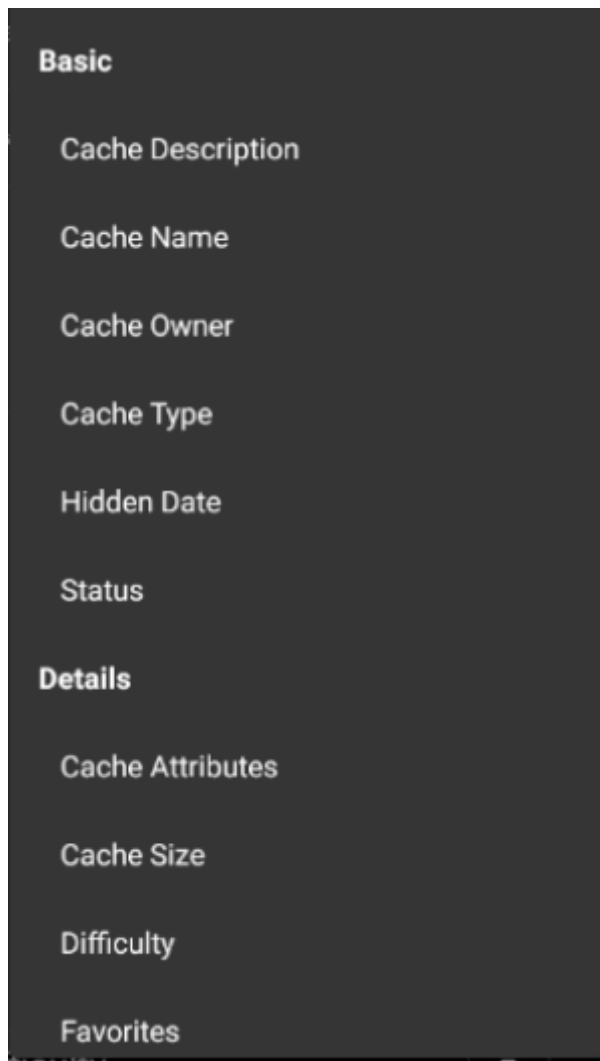 Basic
Cache Description
Cache Name
Cache Owner
Cache Type
Hidden Date
Status
Details
Cache Attributes
Cache Size
Difficulty
Favorites